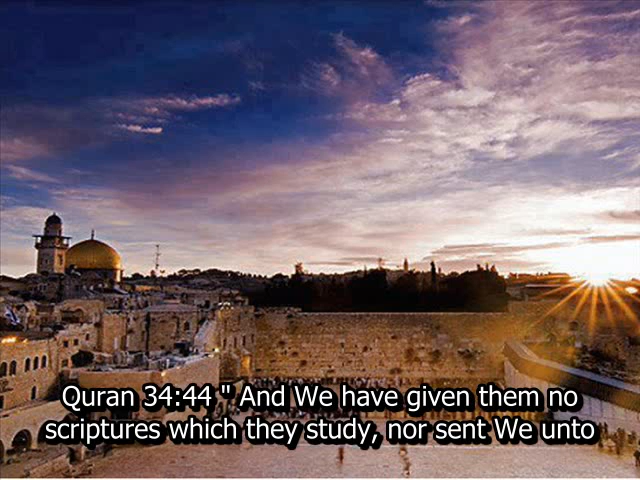 Quran 34:44 " And We have given them no
scriptures which they study, nor sent We unto